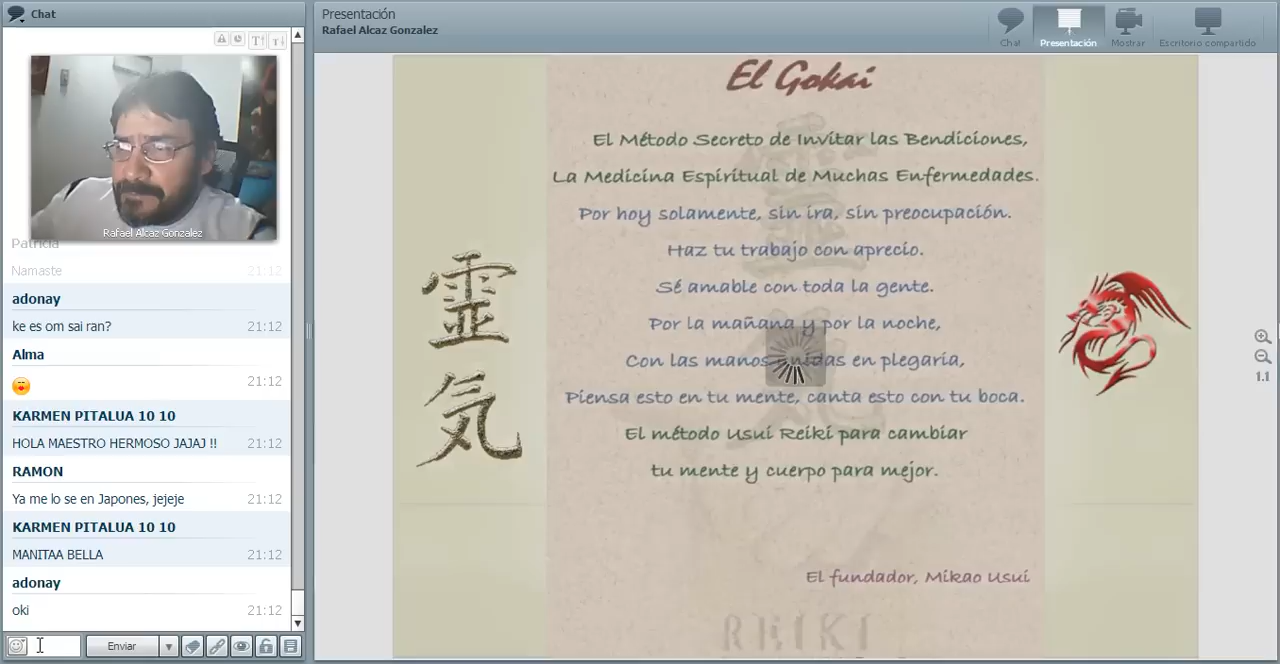 Chat
Rafael Alcaz Gonzalez
Patricia
Namaste 21:12
adonay
ke es om sai ran? 21:12
Alma
21:12
KARMEN PITALUA 10 10
HOLA MAESTRO HERMOSO JAJAJ !! 21:12
RAMON
Ya me lo se en Japones, jejeje 21:12
KARMEN PITALUA 10 10
MANITAA BELLA 21:12
adonay
oki 21:12
Enviar
Presentación
Rafael Alcaz Gonzalez
Chat Presentación Mostrar Escritorio compartido
El Gokai
El Método Secreto de Invitar las Bendiciones,
La Medicina Espiritual de Muchas Enfermedades.
Por hoy solamente, sin ira, sin preocupación.
Haz tu trabajo con aprecio.
Sé amable con toda la gente.
Por la mañana y por la noche,
Con las manos unidas en plegaria,
Piensa esto en tu mente, canta esto con tu boca.
El método Usui Reiki para cambiar
tu mente y cuerpo para mejor.
El fundador, Mikao Usui
REIKI
靈
気
1.1